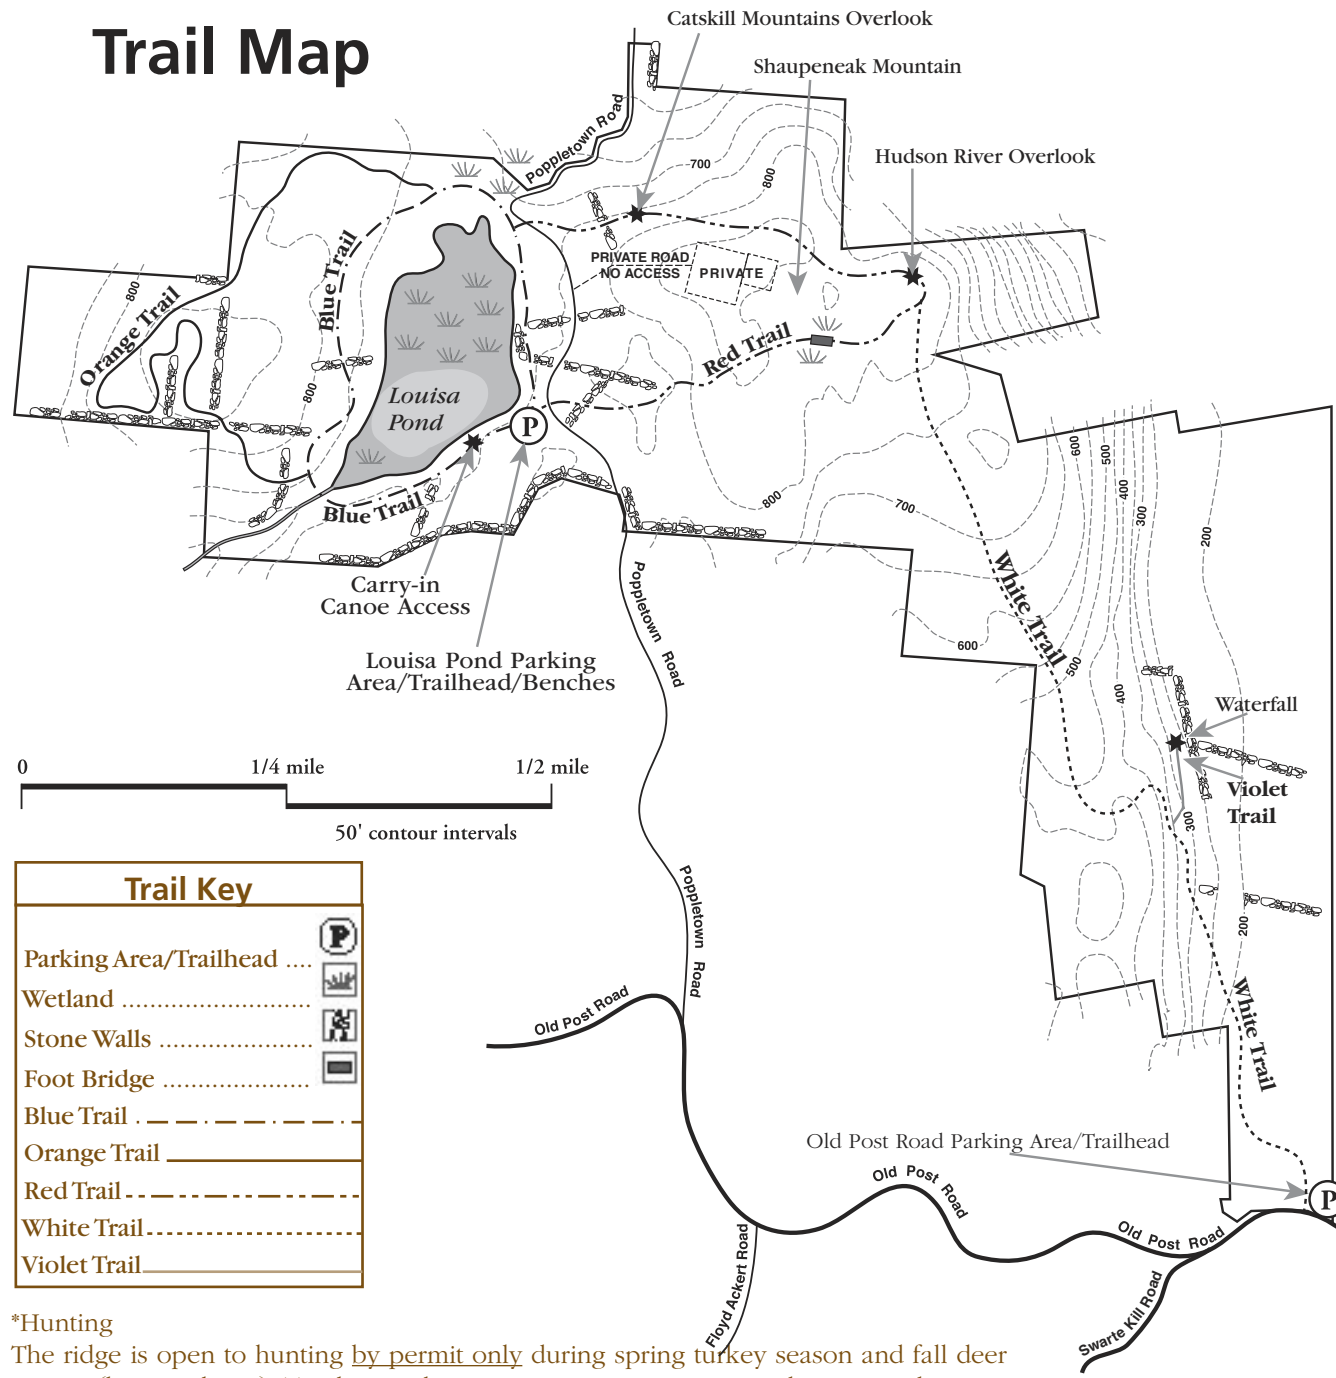 Trail Map
Catskill Mountains Overlook
Shaupeneak Mountain
Hudson River Overlook
Poppletown Road
700
800
PRIVATE ROAD
NO ACCESS
PRIVATE
Blue Trail
Orange Trail
800
800
Red Trail
Louisa
Pond
P
Blue Trail
800
700
600
500
400
300
200
Carry-in
Canoe Access
Louisa Pond Parking
Area/Trailhead/Benches
Poppletown Road
White Trail
600
500
400
Waterfall
Violet
Trail
300
200
0
1/4 mile
1/2 mile
50' contour intervals
Trail Key
Parking Area/Trailhead ....
P
Wetland ..........................
Stone Walls .....................
Foot Bridge ....................
Blue Trail
Orange Trail
Red Trail
White Trail
Violet Trail
Poppletown Road
Old Post Road
White Trail
Old Post Road Parking Area/Trailhead
P
Old Post Road
Old Post Road
Floyd Ackert Road
Swarte Kill Road
*Hunting
The ridge is open to hunting by permit only during spring turkey season and fall deer